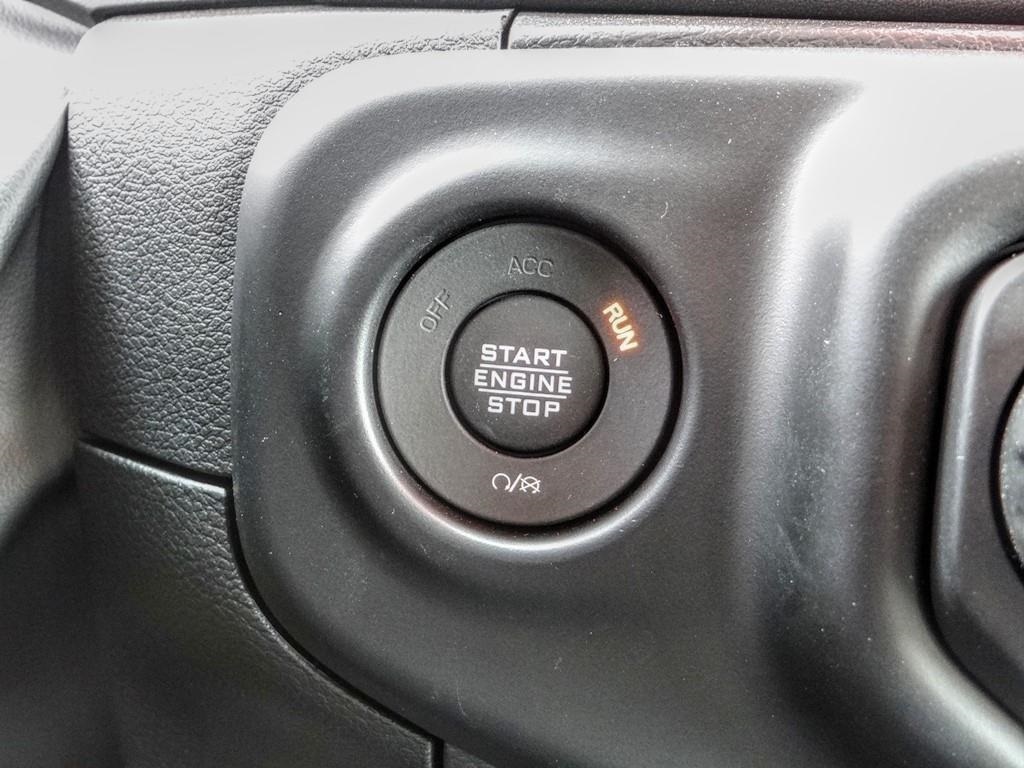 ACC
OFF
RUN
START
ENGINE
STOP